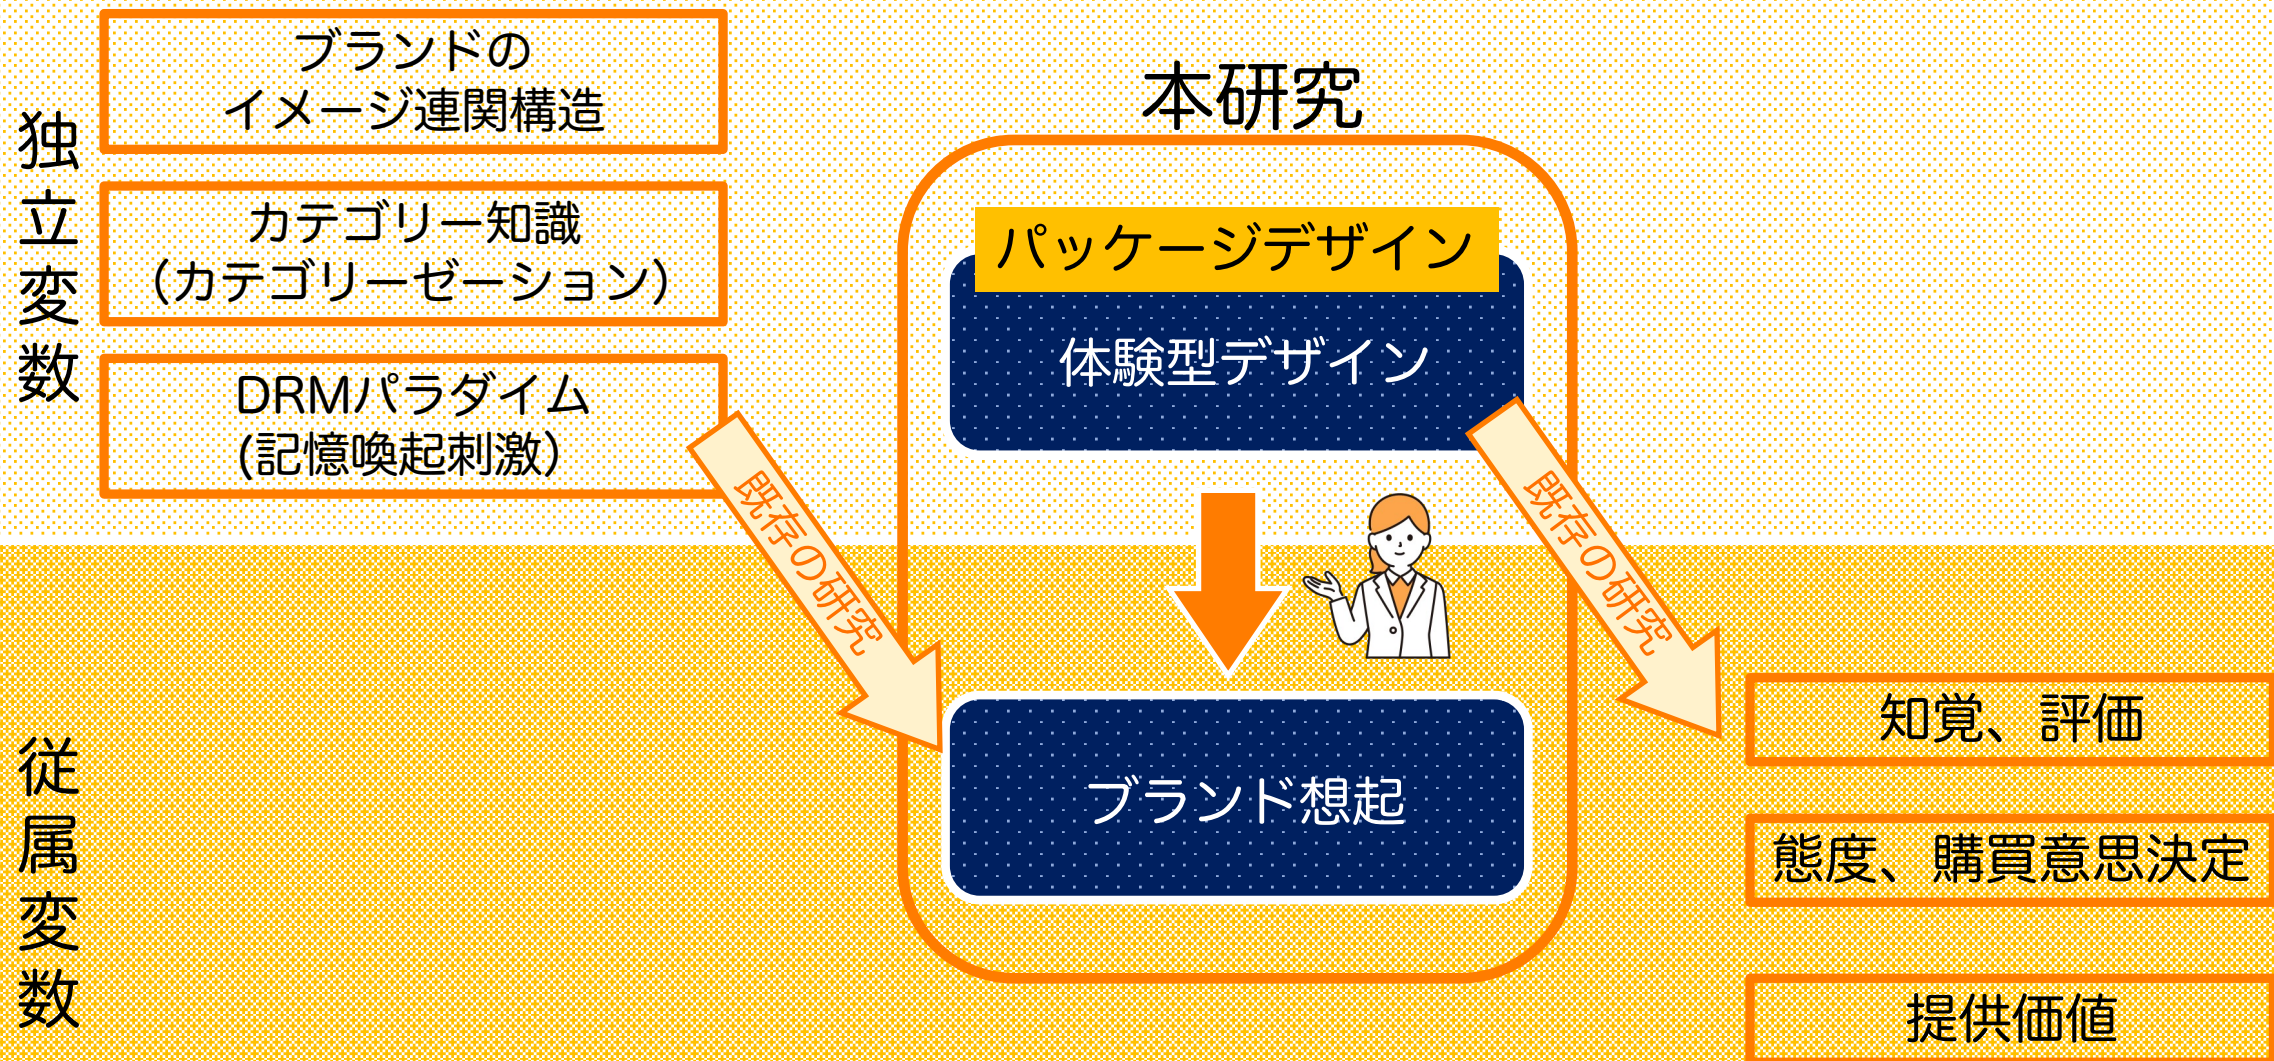 独立変数
ブランドの
イメージ連関構造
カテゴリー知識
（カテゴリーゼーション）
DRMパラダイム
(記憶喚起刺激）
既存の研究
本研究
パッケージデザイン
体験型デザイン
ブランド想起
既存の研究
従属変数
知覚、評価
態度、購買意思決定
提供価値